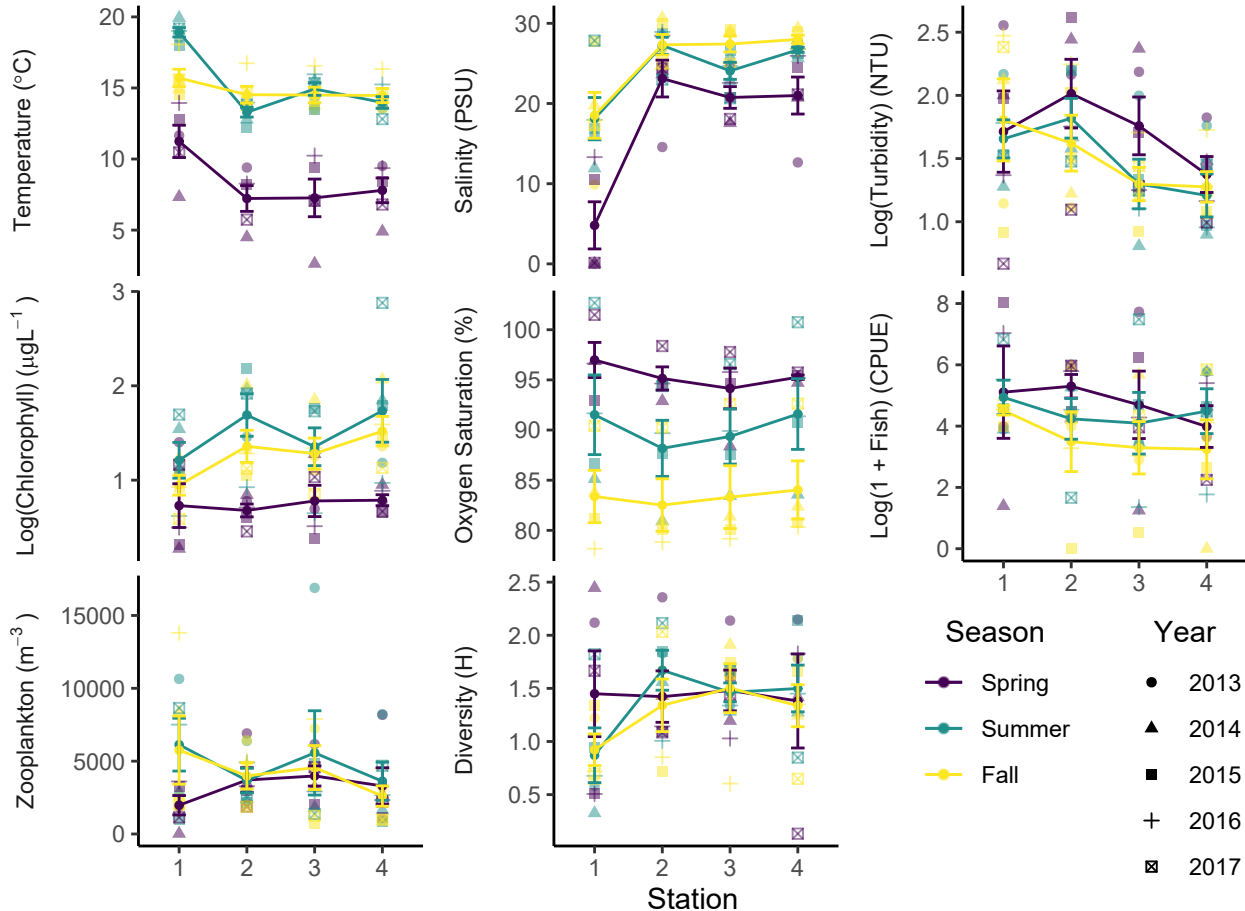 Temperature (°C)
20
15
10
5
Salinity (PSU)
30
20
10
0
Log(Turbidity) (NTU)
2.5
2.0
1.5
1.0
Log(Chlorophyll) (μgL⁻¹ )
3
2
1
Oxygen Saturation (%)
100
95
90
85
80
Log(1 + Fish) (CPUE)
8
6
4
2
0
1 2 3 4
Zooplankton (m⁻³ )
15000
10000
5000
0
1 2 3 4
Diversity (H)
2.5
2.0
1.5
1.0
0.5
1 2 3 4
Station
Season
Spring
Summer
Fall
Year
2013
2014
2015
2016
2017